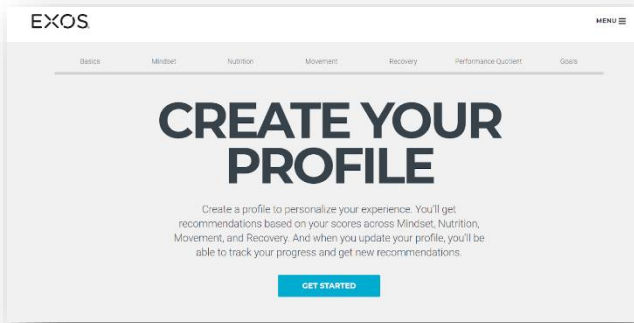 EXOS
MENU
Basics Mindset Nutrition Movement Recovery Performance Quotient Goals
CREATE YOUR
PROFILE
Create a profile to personalize your experience. You'll get
recommendations based on your scores across Mindset, Nutrition,
Movement, and Recovery. And when you update your profile, you'll be
able to track your progress and get new recommendations.
GET STARTED